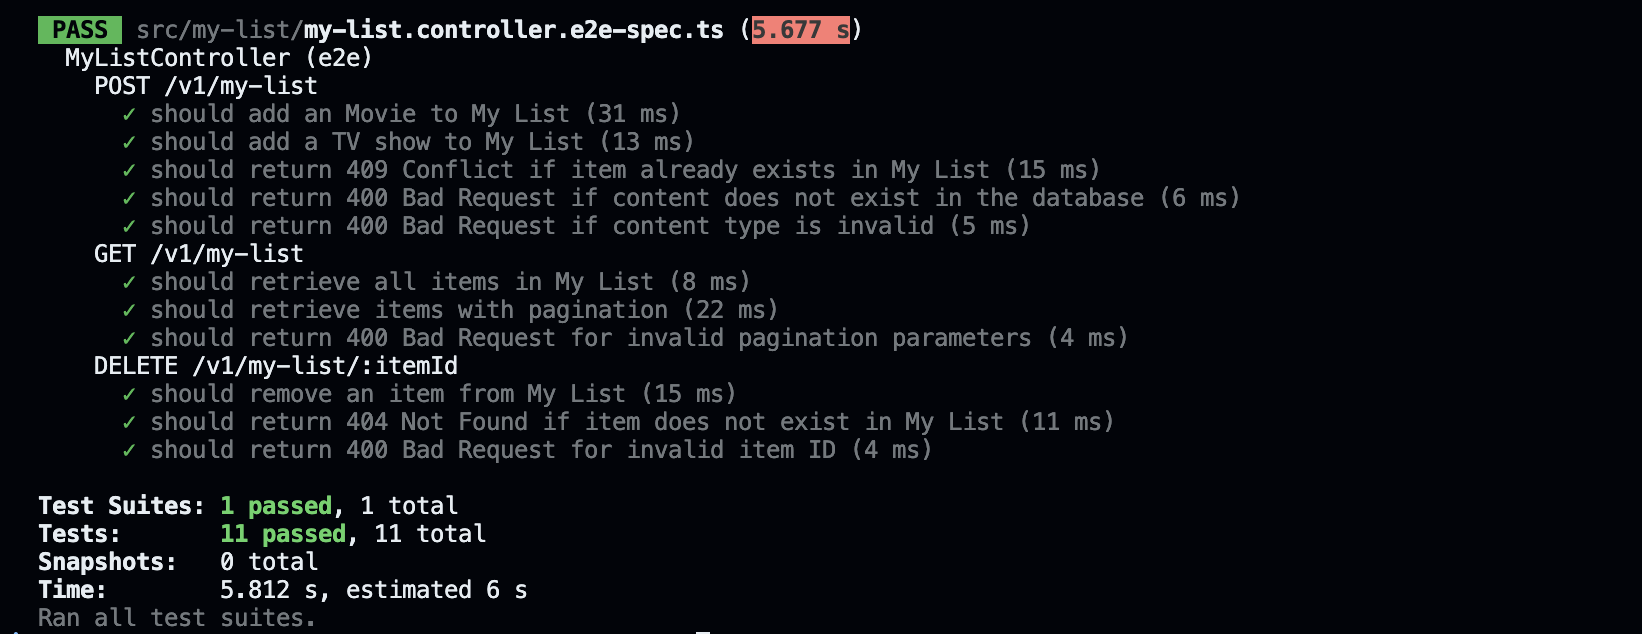 PASS src/my-list/my-list.controller.e2e-spec.ts (5.677 s)
MyListController (e2e)
POST /v1/my-list
✓ should add an Movie to My List (31 ms)
✓ should add a TV show to My List (13 ms)
✓ should return 409 Conflict if item already exists in My List (15 ms)
✓ should return 400 Bad Request if content does not exist in the database (6 ms)
✓ should return 400 Bad Request if content type is invalid (5 ms)
GET /v1/my-list
✓ should retrieve all items in My List (8 ms)
✓ should retrieve items with pagination (22 ms)
✓ should return 400 Bad Request for invalid pagination parameters (4 ms)
DELETE /v1/my-list/:itemId
✓ should remove an item from My List (15 ms)
✓ should return 404 Not Found if item does not exist in My List (11 ms)
✓ should return 400 Bad Request for invalid item ID (4 ms)
Test Suites: 1 passed, 1 total
Tests: 11 passed, 11 total
Snapshots: 0 total
Time: 5.812 s, estimated 6 s
Ran all test suites.